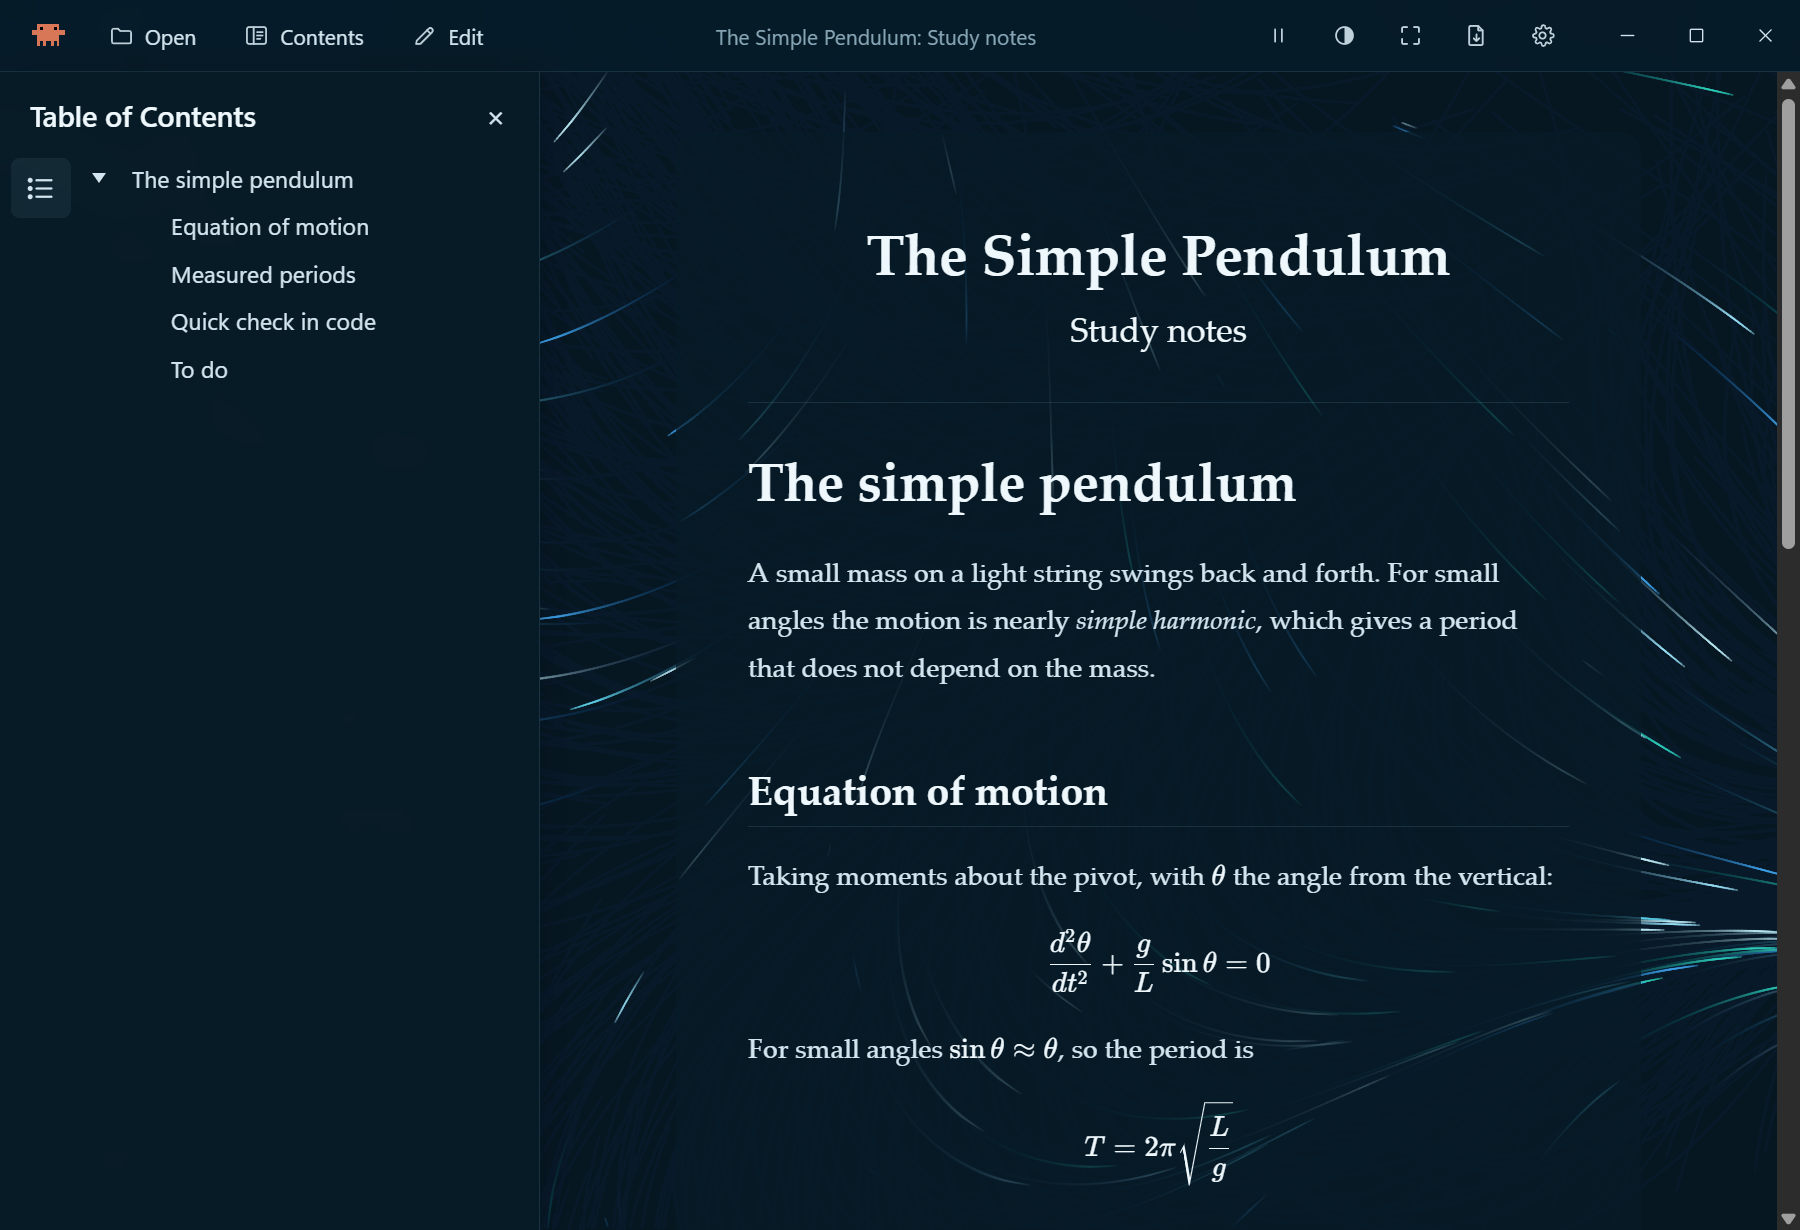 Open
Contents
Edit
The Simple Pendulum: Study notes
Table of Contents
The simple pendulum
Equation of motion
Measured periods
Quick check in code
To do
The Simple Pendulum
Study notes
The simple pendulum
A small mass on a light string swings back and forth. For small
angles the motion is nearly simple harmonic, which gives a period
that does not depend on the mass.
Equation of motion
Taking moments about the pivot, with θ the angle from the vertical:
d²θ/dt² + g/L sin θ = 0
For small angles sin θ ≈ θ, so the period is
T = 2π√(L/g)